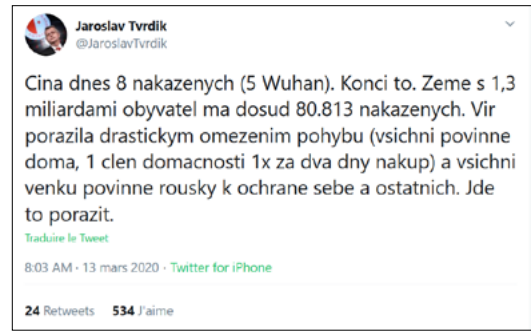 Jaroslav Tvrdik
@JaroslavTvrdik
Cina dnes 8 nakazenych (5 Wuhan). Konci to. Zeme s 1,3
miliardami obyvatel ma dosud 80.813 nakazenych. Vir
porazila drastickym omezenim pohybu (vsichni povinne
doma, 1 clen domacnosti 1x za dva dny nakup) a vsichni
venku povinne rousky k ochrane sebe a ostatnich. Jde
to porazit.
Traduire le Tweet
8:03 AM · 13 mars 2020 · Twitter for iPhone
24 Retweets 534 J'aime